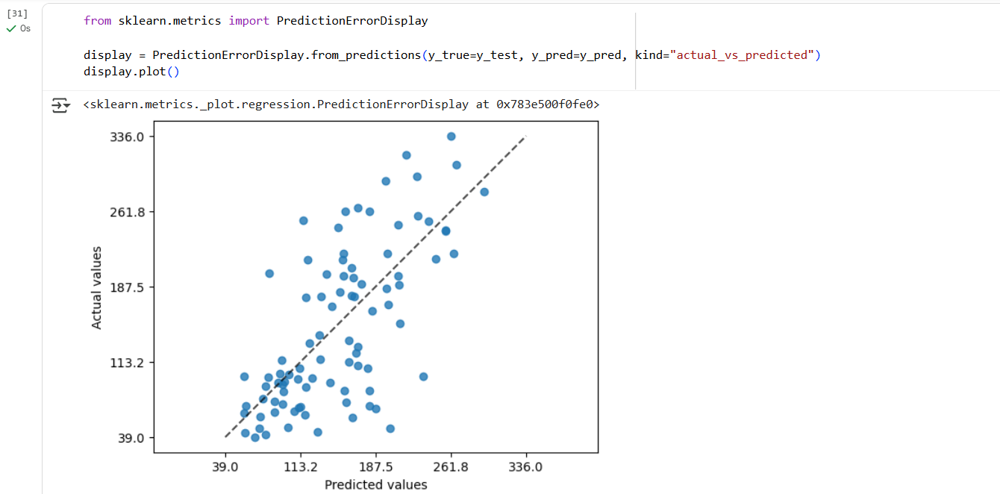 [31]
0s
from sklearn.metrics import PredictionErrorDisplay
display = PredictionErrorDisplay.from_predictions(y_true=y_test, y_pred=y_pred, kind="actual_vs_predicted")
display.plot()
<sklearn.metrics._plot.regression.PredictionErrorDisplay at 0x783e500f0fe0>
336.0
261.8
187.5
113.2
39.0
Actual values
39.0 113.2 187.5 261.8 336.0
Predicted values